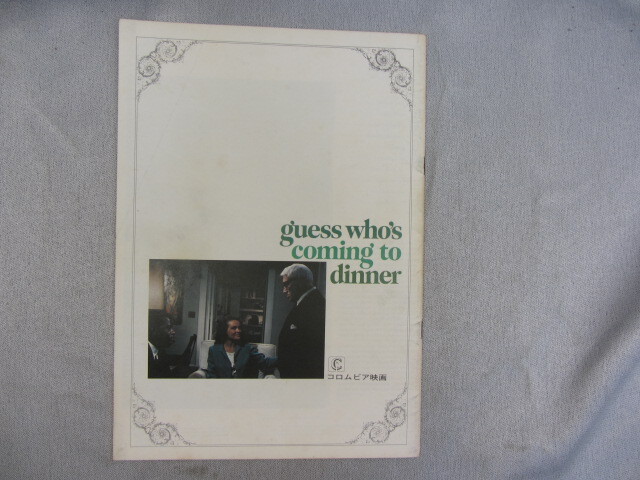 guess who's
coming to
dinner
コロムビア映画